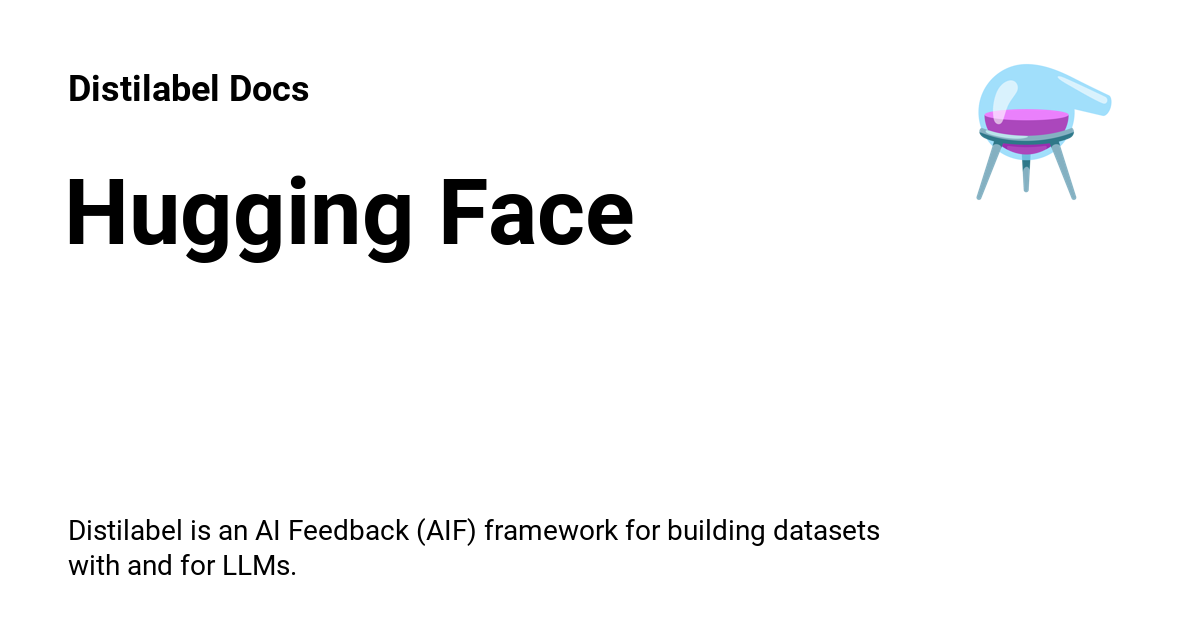 Distilabel Docs
Hugging Face
Distilabel is an AI Feedback (AIF) framework for building datasets
with and for LLMs.